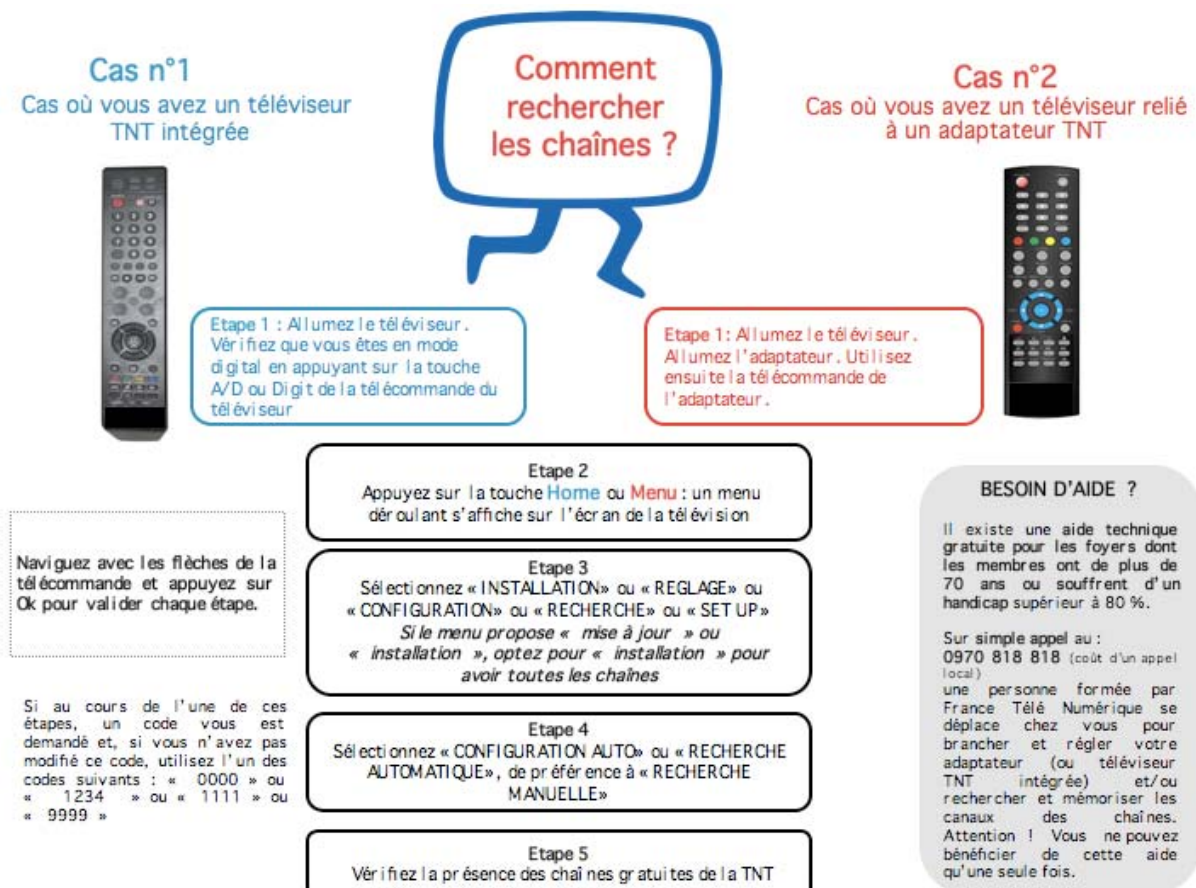 Cas n°1
Cas où vous avez un téléviseur
TNT intégrée
Comment
rechercher
les chaînes ?
Cas n°2
Cas où vous avez un téléviseur relié
à un adaptateur TNT
Etape 1 : Allumez le téléviseur.
Vérifiez que vous êtes en mode
digital en appuyant sur la touche
A/D ou Digit de la télécommande du
téléviseur
Etape 1: Allumez le téléviseur.
Allumez l'adaptateur. Utilisez
ensuite la télécommande de
l'adaptateur.
Etape 2
Appuyez sur la touche Home ou Menu : un menu
déroulant s'affiche sur l'écran de la télévision
Naviguez avec les flèches de la
télécommande et appuyez sur
Ok pour valider chaque étape.
Etape 3
Sélectionnez « INSTALLATION» ou « REGLAGE» ou
« CONFIGURATION» ou « RECHERCHE» ou « SET UP»
Si le menu propose « mise à jour » ou
« installation », optez pour « installation » pour
avoir toutes les chaînes
Si au cours de l'une de ces
étapes, un code vous est
demandé et, si vous n'avez pas
modifié ce code, utilisez l'un des
codes suivants : « 0000 » ou
« 1234 » ou « 1111 » ou
« 9999 »
Etape 4
Sélectionnez « CONFIGURATION AUTO» ou « RECHERCHE
AUTOMATIQUE», de préférence à « RECHERCHE
MANUELLE»
Etape 5
Vérifiez la présence des chaînes gratuites de la TNT
BESOIN D'AIDE ?
Il existe une aide technique
gratuite pour les foyers dont
les membres ont de plus de
70 ans ou souffrent d'un
handicap supérieur à 80 %.
Sur simple appel au :
0970 818 818 (coût d'un appel
local)
une personne formée par
France Télé Numérique se
déplace chez vous pour
brancher et régler votre
adaptateur (ou téléviseur
TNT intégrée) et/ou
rechercher et mémoriser les
canaux des chaînes.
Attention ! Vous ne pouvez
bénéficier de cette aide
qu'une seule fois.